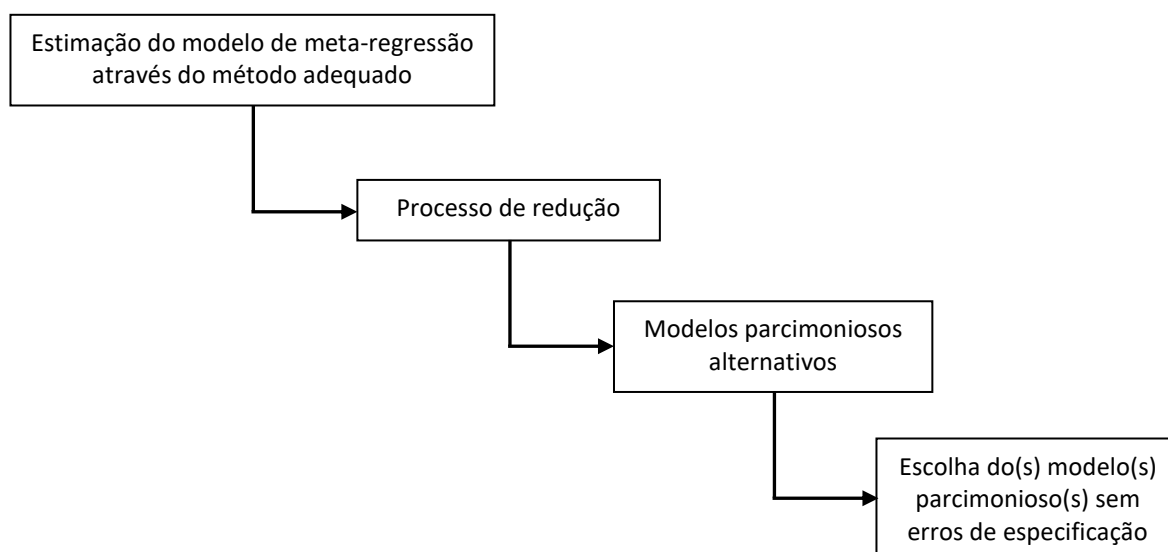 Estimação do modelo de meta-regressão
através do método adequado
Processo de redução
Modelos parcimoniosos
alternativos
Escolha do(s) modelo(s)
parcimonioso(s) sem
erros de especificação